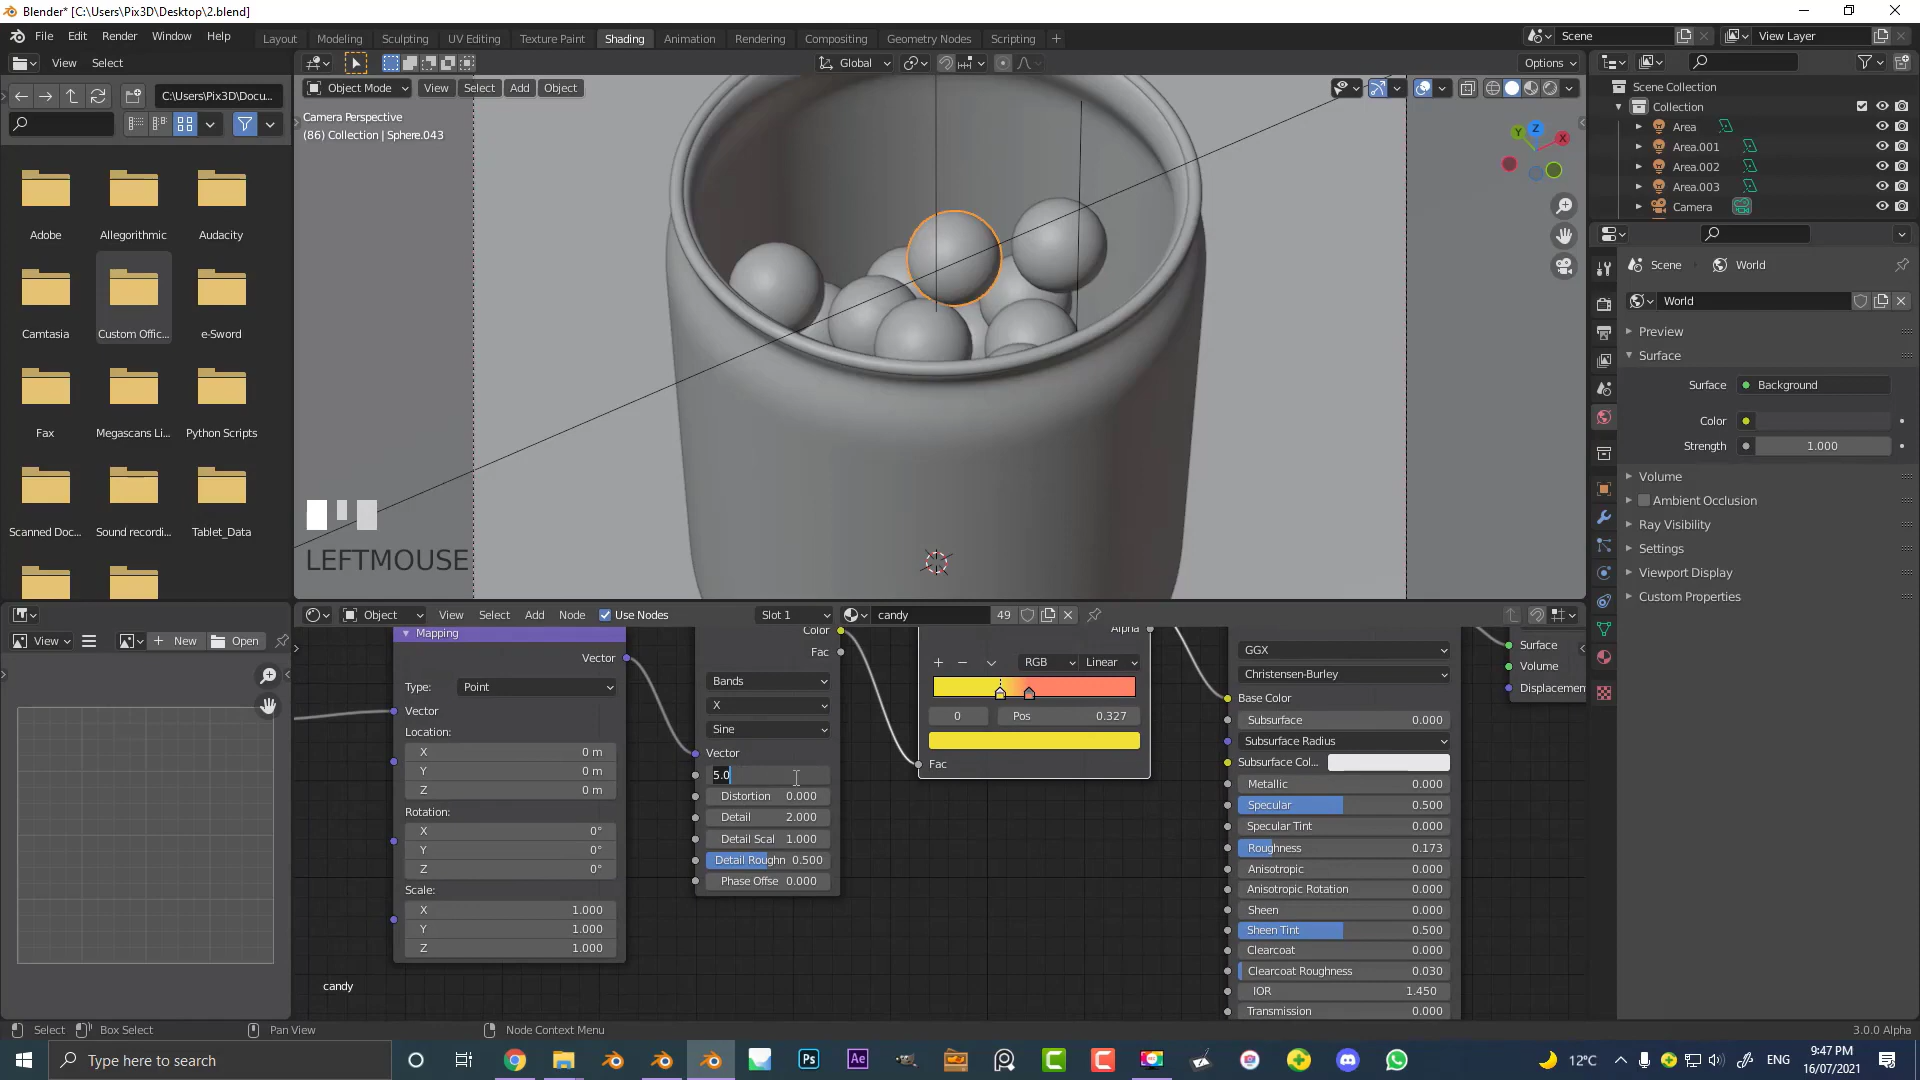 Blender* [C:\Users\Pix3D\Desktop\2.blend]
File Edit Render Window Help
Layout Modeling Sculpting UV Editing Texture Paint Shading Animation Rendering Compositing Geometry Nodes Scripting
Scene
View Layer
View Select
Global
Options
C:\Users\Pix3D\Docu...
Object Mode View Select Add Object
Camera Perspective
(86) Collection | Sphere.043
Scene Collection
Collection
Area
Area.001
Area.002
Area.003
Camera
Adobe
Allegorithmic
Audacity
Camtasia
Custom Offic...
e-Sword
Fax
Megascans Li...
Python Scripts
Scanned Doc...
Sound recordi...
Tablet_Data
Y Z X
LEFTMOUSE
Scene World
World
Preview
Surface
Surface Background
Color
Strength 1.000
Volume
Ambient Occlusion
Ray Visibility
Settings
Viewport Display
Custom Properties
View New Open
Object View Select Add Node Use Nodes Slot 1 candy 49
Mapping
Vector
Type: Point
Vector
Location:
X 0 m
Y 0 m
Z 0 m
Rotation:
X 0°
Y 0°
Z 0°
Scale:
X 1.000
Y 1.000
Z 1.000
Color
Fac
Bands
X
Sine
Vector
5.0
Distortion 0.000
Detail 2.000
Detail Scal 1.000
Detail Roughn 0.500
Phase Offse 0.000
Alpha
RGB Linear
0 Pos 0.327
Fac
GGX
Christensen-Burley
Base Color
Subsurface 0.000
Subsurface Radius
Subsurface Col...
Metallic 0.000
Specular 0.500
Specular Tint 0.000
Roughness 0.173
Anisotropic 0.000
Anisotropic Rotation 0.000
Sheen 0.000
Sheen Tint 0.500
Clearcoat 0.000
Clearcoat Roughness 0.030
IOR 1.450
Transmission 0.000
Surface
Volume
Displacemen
candy
Select Box Select Pan View Node Context Menu
3.0.0 Alpha
Type here to search
Ps
Ae
12°C
ENG
9:47 PM
16/07/2021